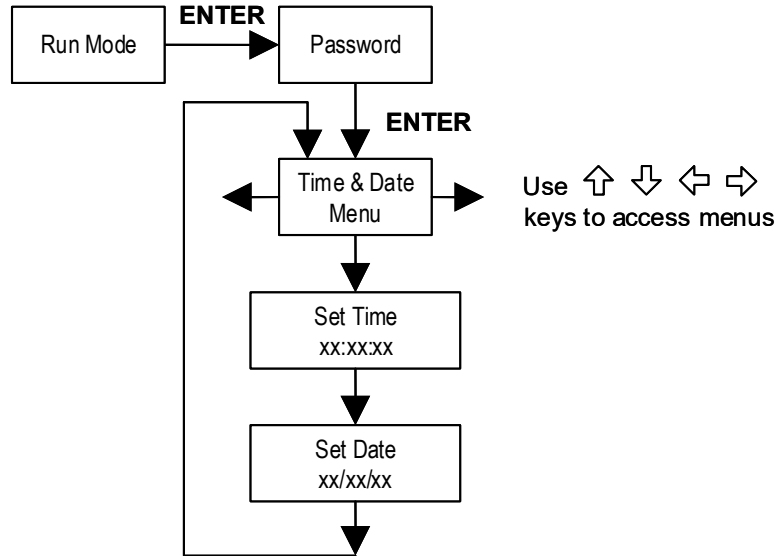 ENTER
Run Mode
Password
ENTER
Time & Date
Menu
Use
keys to access menus
Set Time
xx:xx:xx
Set Date
xx/xx/xx